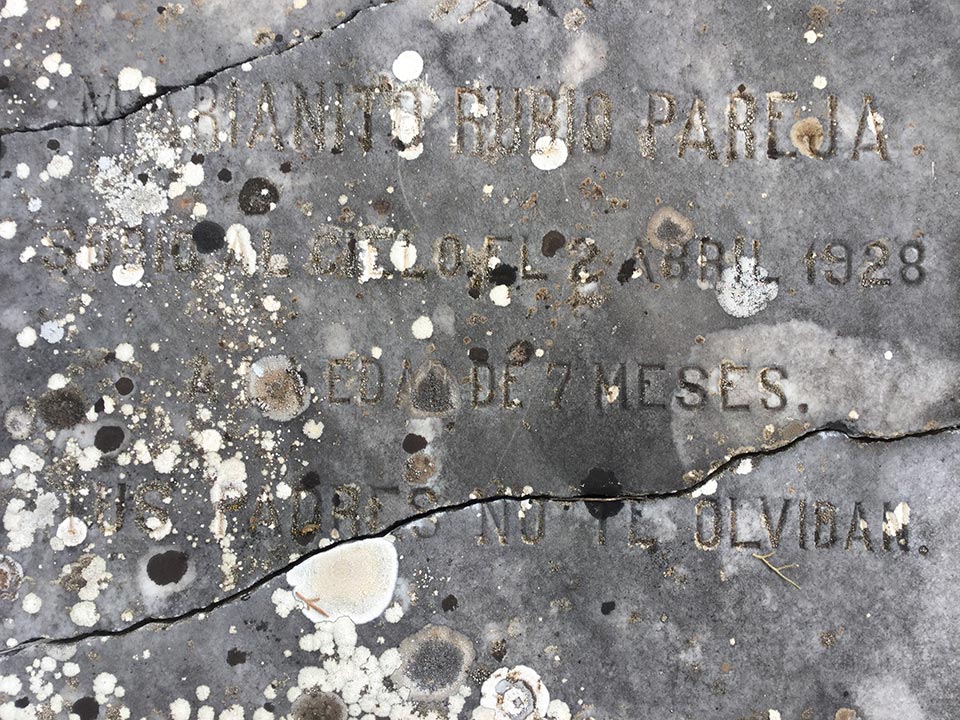 MARIANITO RUBIO PAREJA
SUBIO AL CIELO EL 2 ABRIL 1928
A LA EDAD DE 7 MESES.
TUS PADRES NO TE OLVIDAN.